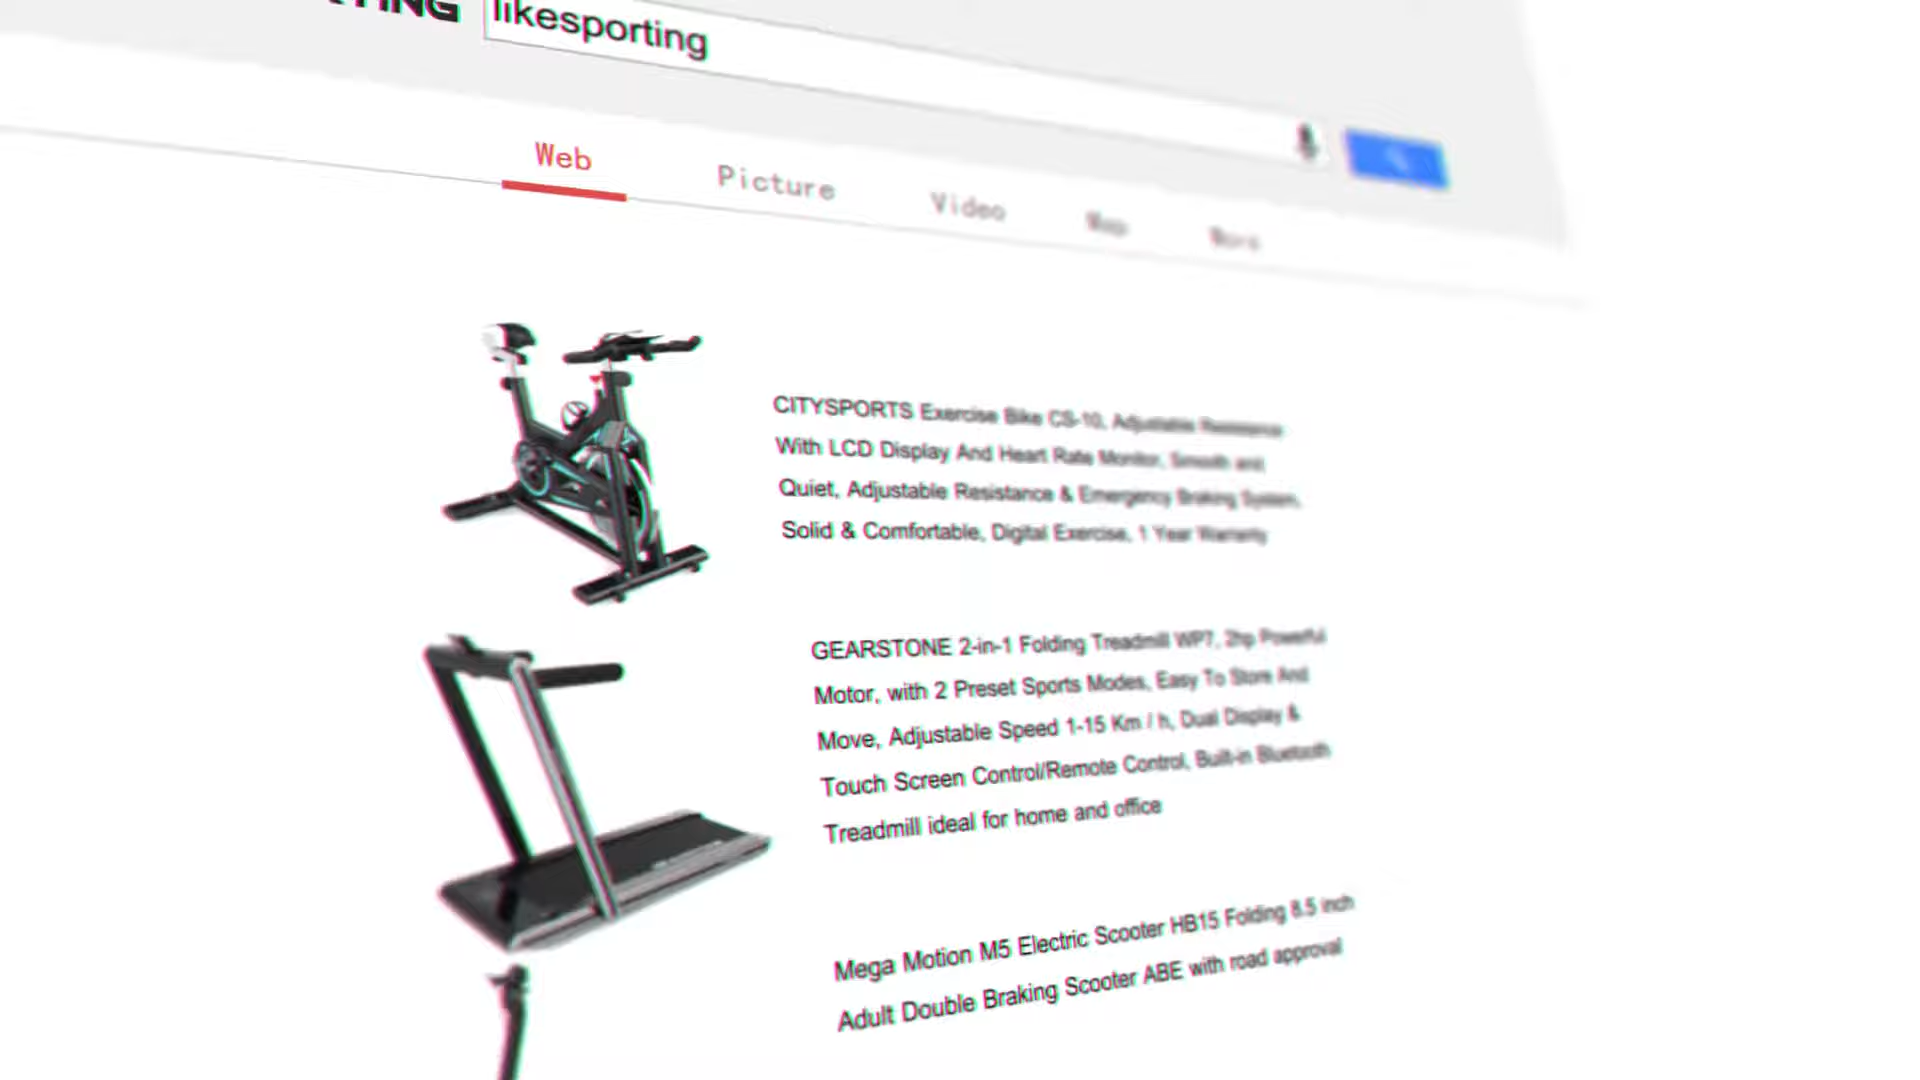 TING
likesporting
Web
Picture
Video
Map
More
CITYSPORTS Exercise Bike CS-10, Adjustable Resistance
With LCD Display And Heart Rate Monitor, Smooth and
Quiet, Adjustable Resistance & Emergency Braking System,
Solid & Comfortable, Digital Exercise, 1 Year Warranty
GEARSTONE 2-in-1 Folding Treadmill WP7, 2hp Powerful
Motor, with 2 Preset Sports Modes, Easy To Store And
Move, Adjustable Speed 1-15 Km / h, Dual Display &
Touch Screen Control/Remote Control, Built-in Bluetooth
Treadmill ideal for home and office
Mega Motion M5 Electric Scooter HB15 Folding 8.5 inch
Adult Double Braking Scooter ABE with road approval